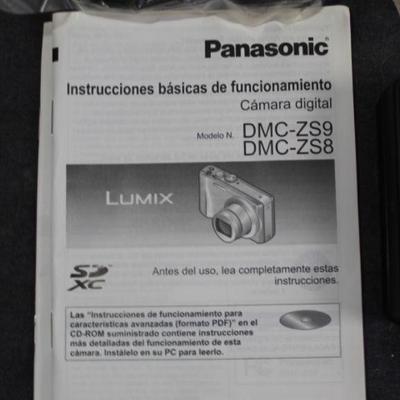 Panasonic
Instrucciones básicas de funcionamiento
Cámara digital
Modelo N. DMC-ZS9
DMC-ZS8
LUMIX
SD
XC
Antes del uso, lea completamente estas
instrucciones.
Las “Instrucciones de funcionamiento para
características avanzadas (formato PDF)” en el
CD-ROM suministrado contiene instrucciones
más detalladas del funcionamiento de esta
cámara. Instálelo en su PC para leerlo.